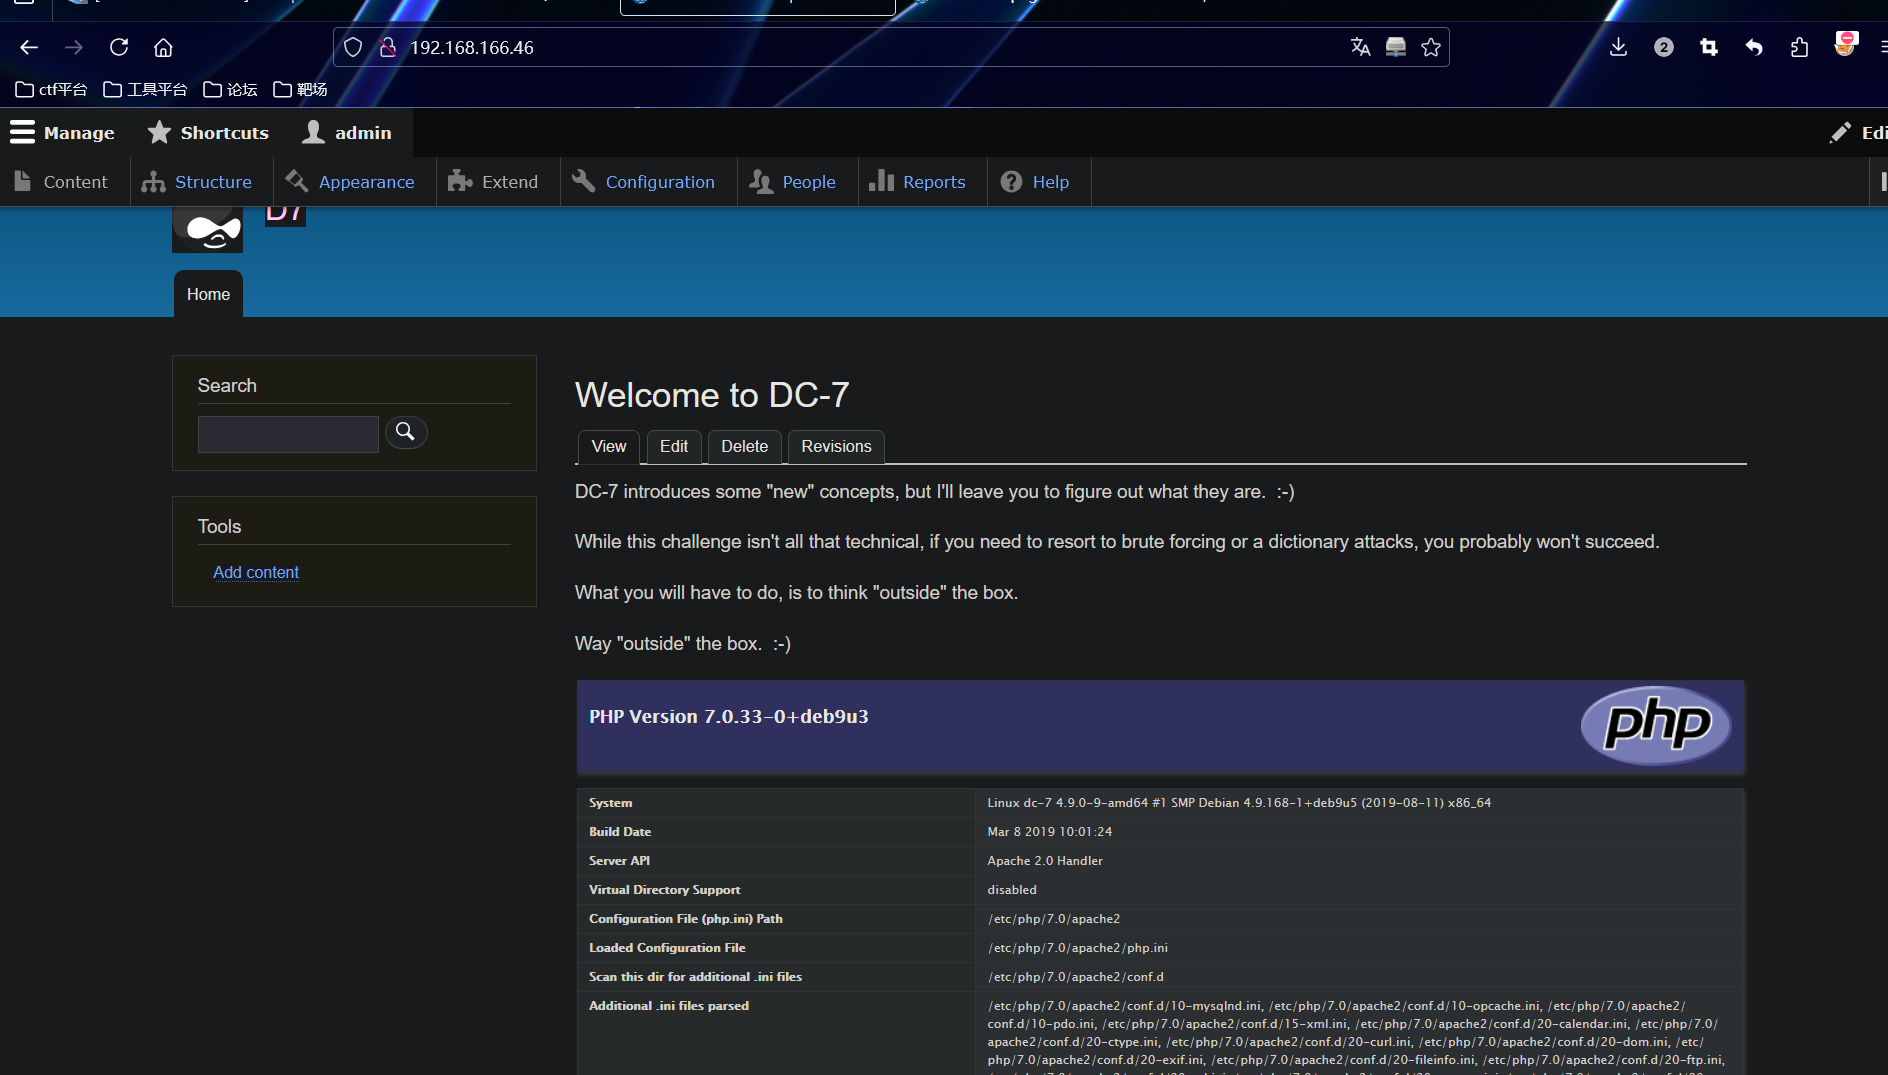 192.168.166.46
2
ctf平台 工具平台 论坛 靶场
Manage Shortcuts admin Edi
Content Structure Appearance Extend Configuration People Reports Help
D7
Home
Search
Tools
Add content
Welcome to DC-7
View Edit Delete Revisions
DC-7 introduces some "new" concepts, but I'll leave you to figure out what they are.  :-)
While this challenge isn't all that technical, if you need to resort to brute forcing or a dictionary attacks, you probably won't succeed.
What you will have to do, is to think "outside" the box.
Way "outside" the box.  :-)
PHP Version 7.0.33-0+deb9u3
php
System Linux dc-7 4.9.0-9-amd64 #1 SMP Debian 4.9.168-1+deb9u5 (2019-08-11) x86_64
Build Date Mar 8 2019 10:01:24
Server API Apache 2.0 Handler
Virtual Directory Support disabled
Configuration File (php.ini) Path /etc/php/7.0/apache2
Loaded Configuration File /etc/php/7.0/apache2/php.ini
Scan this dir for additional .ini files /etc/php/7.0/apache2/conf.d
Additional .ini files parsed /etc/php/7.0/apache2/conf.d/10-mysqlnd.ini, /etc/php/7.0/apache2/conf.d/10-opcache.ini, /etc/php/7.0/apache2/
conf.d/10-pdo.ini, /etc/php/7.0/apache2/conf.d/15-xml.ini, /etc/php/7.0/apache2/conf.d/20-calendar.ini, /etc/php/7.0/
apache2/conf.d/20-ctype.ini, /etc/php/7.0/apache2/conf.d/20-curl.ini, /etc/php/7.0/apache2/conf.d/20-dom.ini, /etc/
php/7.0/apache2/conf.d/20-exif.ini, /etc/php/7.0/apache2/conf.d/20-fileinfo.ini, /etc/php/7.0/apache2/conf.d/20-ftp.ini,